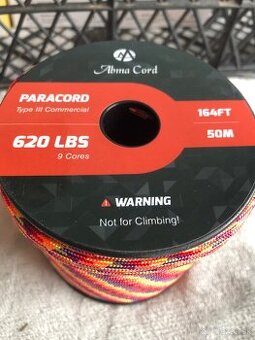 Abma Cord
PARACORD
Type III Commercial
164FT
620 LBS
50M
9 Cores
WARNING
Not for Climbing!